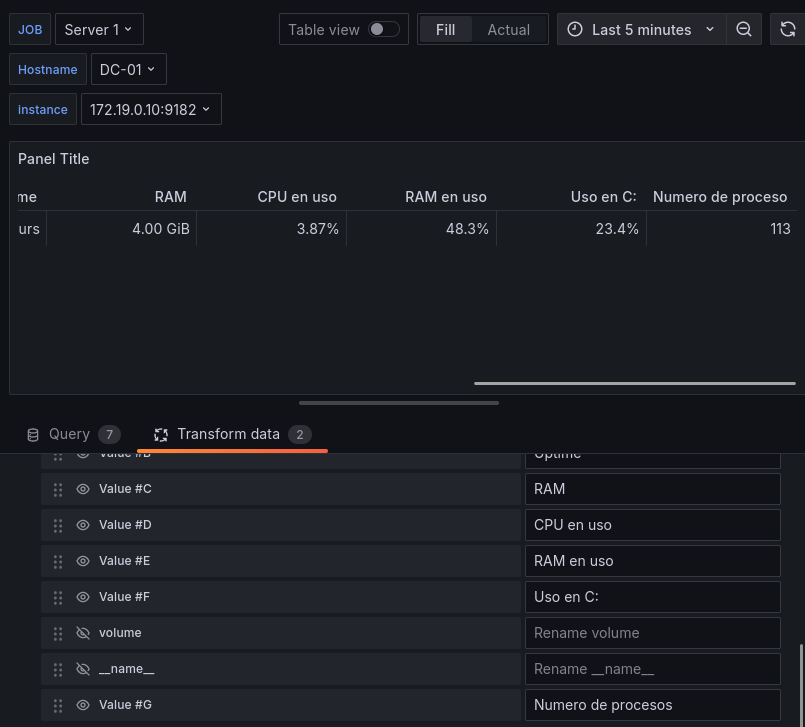 JOB Server 1 Table view Fill Actual Last 5 minutes
Hostname DC-01
instance 172.19.0.10:9182
Panel Title
me RAM CPU en uso RAM en uso Uso en C: Numero de proceso
urs 4.00 GiB 3.87% 48.3% 23.4% 113
Query 7 Transform data 2
Value #B Uptime
Value #C RAM
Value #D CPU en uso
Value #E RAM en uso
Value #F Uso en C:
volume Rename volume
__name__ Rename __name__
Value #G Numero de procesos